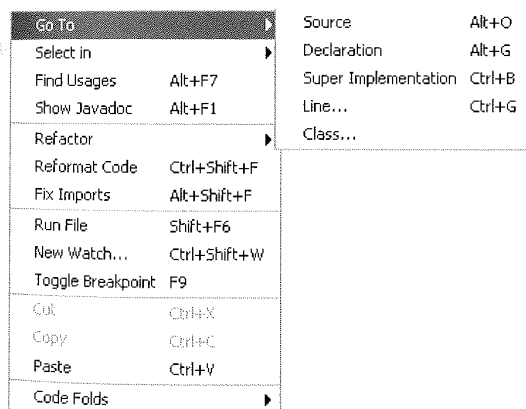 Go To
Select in
Find Usages Alt+F7
Show Javadoc Alt+F1
Refactor
Reformat Code Ctrl+Shift+F
Fix Imports Alt+Shift+F
Run File Shift+F6
New Watch... Ctrl+Shift+W
Toggle Breakpoint F9
Cut Ctrl+X
Copy Ctrl+C
Paste Ctrl+V
Code Folds
Source Alt+O
Declaration Alt+G
Super Implementation Ctrl+B
Line... Ctrl+G
Class...